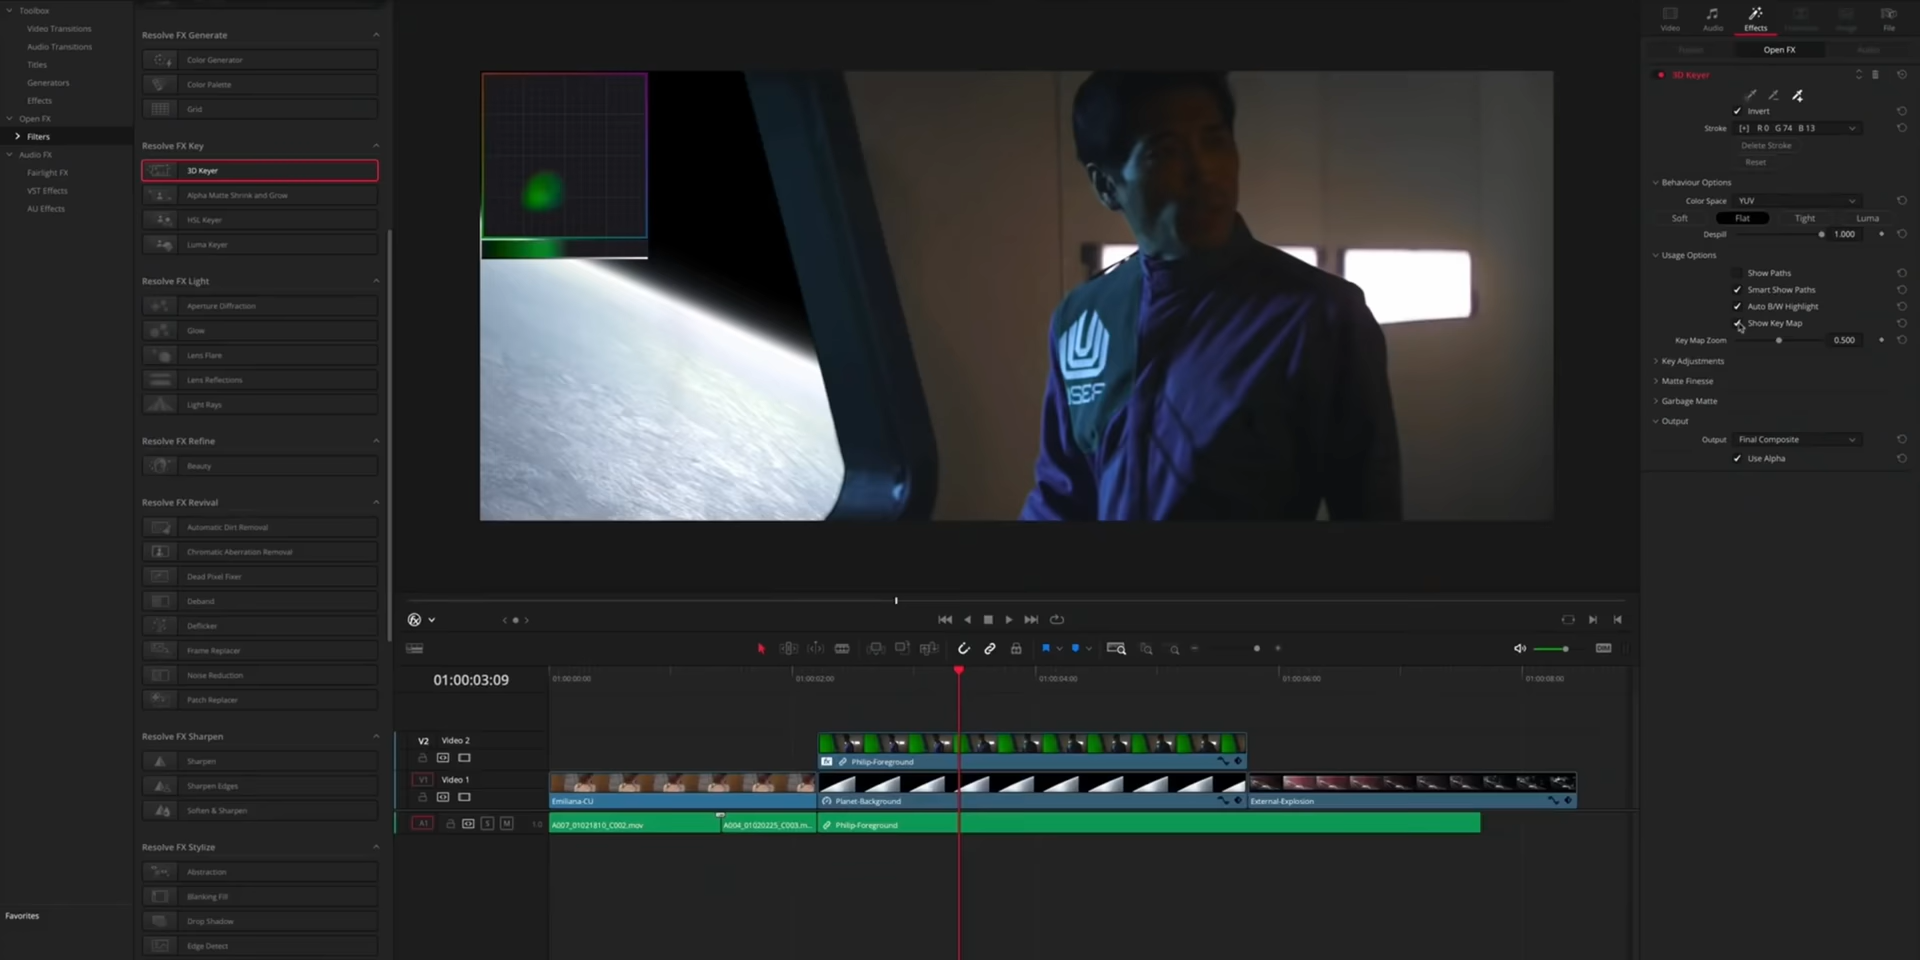 Toolbox
Video Transitions
Audio Transitions
Titles
Generators
Effects
Open FX
Filters
Audio FX
Fairlight FX
VST Effects
AU Effects
Favorites
Resolve FX Generate
Color Generator
Color Palette
Grid
Resolve FX Key
3D Keyer
Alpha Matte Shrink and Grow
HSL Keyer
Luma Keyer
Resolve FX Light
Aperture Diffraction
Glow
Lens Flare
Lens Reflections
Light Rays
Resolve FX Refine
Beauty
Resolve FX Revival
Automatic Dirt Removal
Chromatic Aberration Removal
Dead Pixel Fixer
Deband
Deflicker
Frame Replacer
Noise Reduction
Patch Replacer
Resolve FX Sharpen
Sharpen
Sharpen Edges
Soften & Sharpen
Resolve FX Stylize
Abstraction
Blanking Fill
Drop Shadow
Edge Detect
Video Audio Effects File
Open FX
3D Keyer
Invert
Stroke [+] R 0 G 74 B 13
Delete Stroke
Reset
Behaviour Options
Color Space YUV
Soft Flat Tight Luma
Despill 1.000
Usage Options
Show Paths
Smart Show Paths
Auto B/W Highlight
Show Key Map
Key Map Zoom 0.500
Key Adjustments
Matte Finesse
Garbage Matte
Output
Output Final Composite
Use Alpha
DIM
01:00:03:09
01:00:00:00 01:00:02:00 01:00:04:00 01:00:06:00 01:00:08:00
V2 Video 2
Philip-Foreground
V1 Video 1
Emiliana-CU Planet-Background External-Explosion
A1 S M 1.0
A007_01021810_C002.mov A004_01020225_C003.m... Philip-Foreground